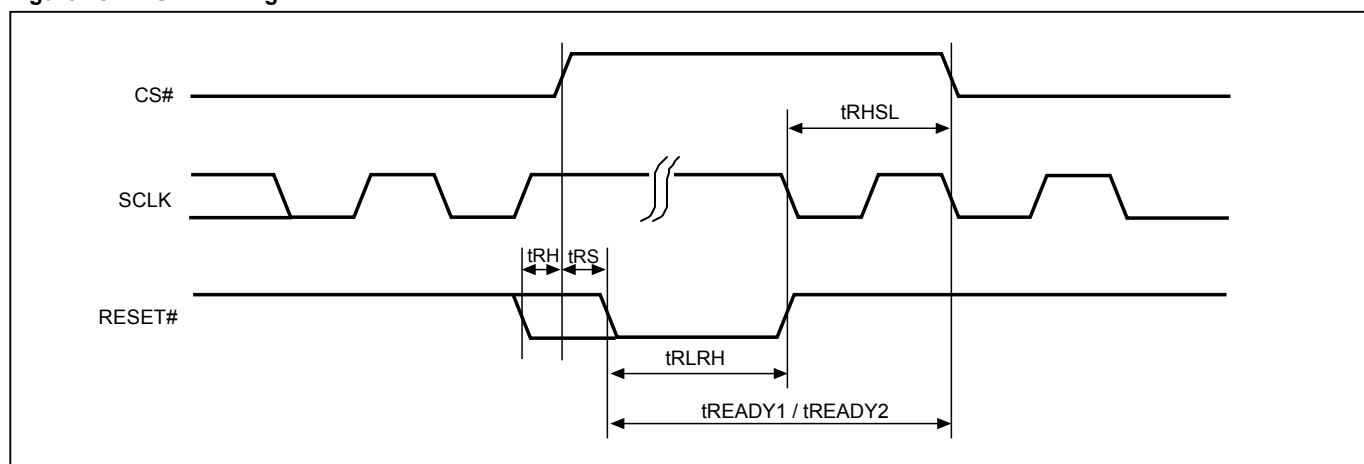 CS#
tRHSL
SCLK
tRH tRS
RESET#
tRLRH
tREADY1 / tREADY2